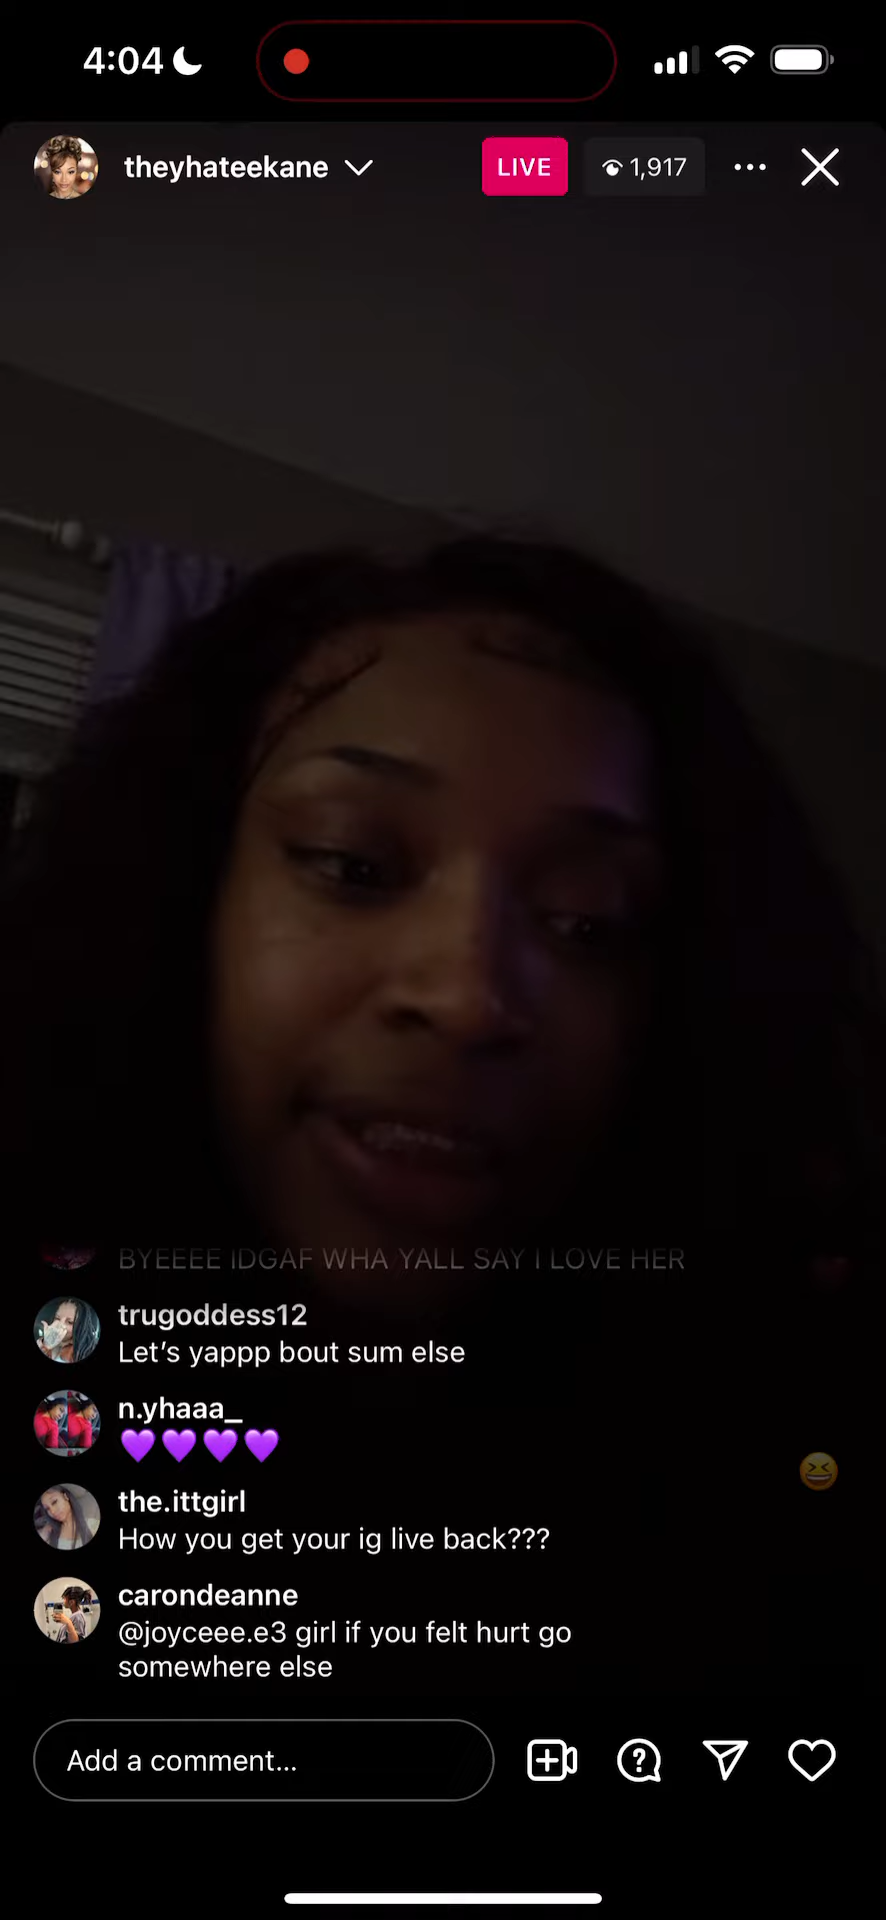 4:04
theyhateekane
LIVE
1,917
BYEEEE IDGAF WHA YALL SAY I LOVE HER
trugoddess12
Let’s yappp bout sum else
n.yhaaa_
💜💜💜💜
the.ittgirl
How you get your ig live back???
carondeanne
@joyceee.e3 girl if you felt hurt go
somewhere else
Add a comment...